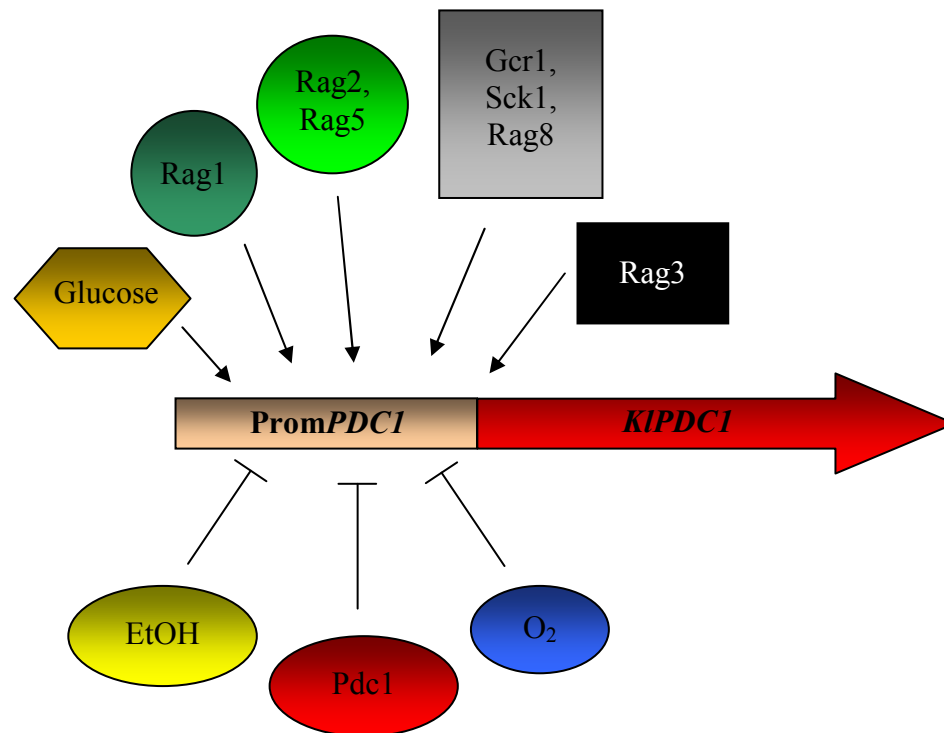 Gcr1,
Sck1,
Rag8
Rag2,
Rag5
Rag1
Rag3
Glucose
PromPDC1
KlPDC1
EtOH
O₂
Pdc1